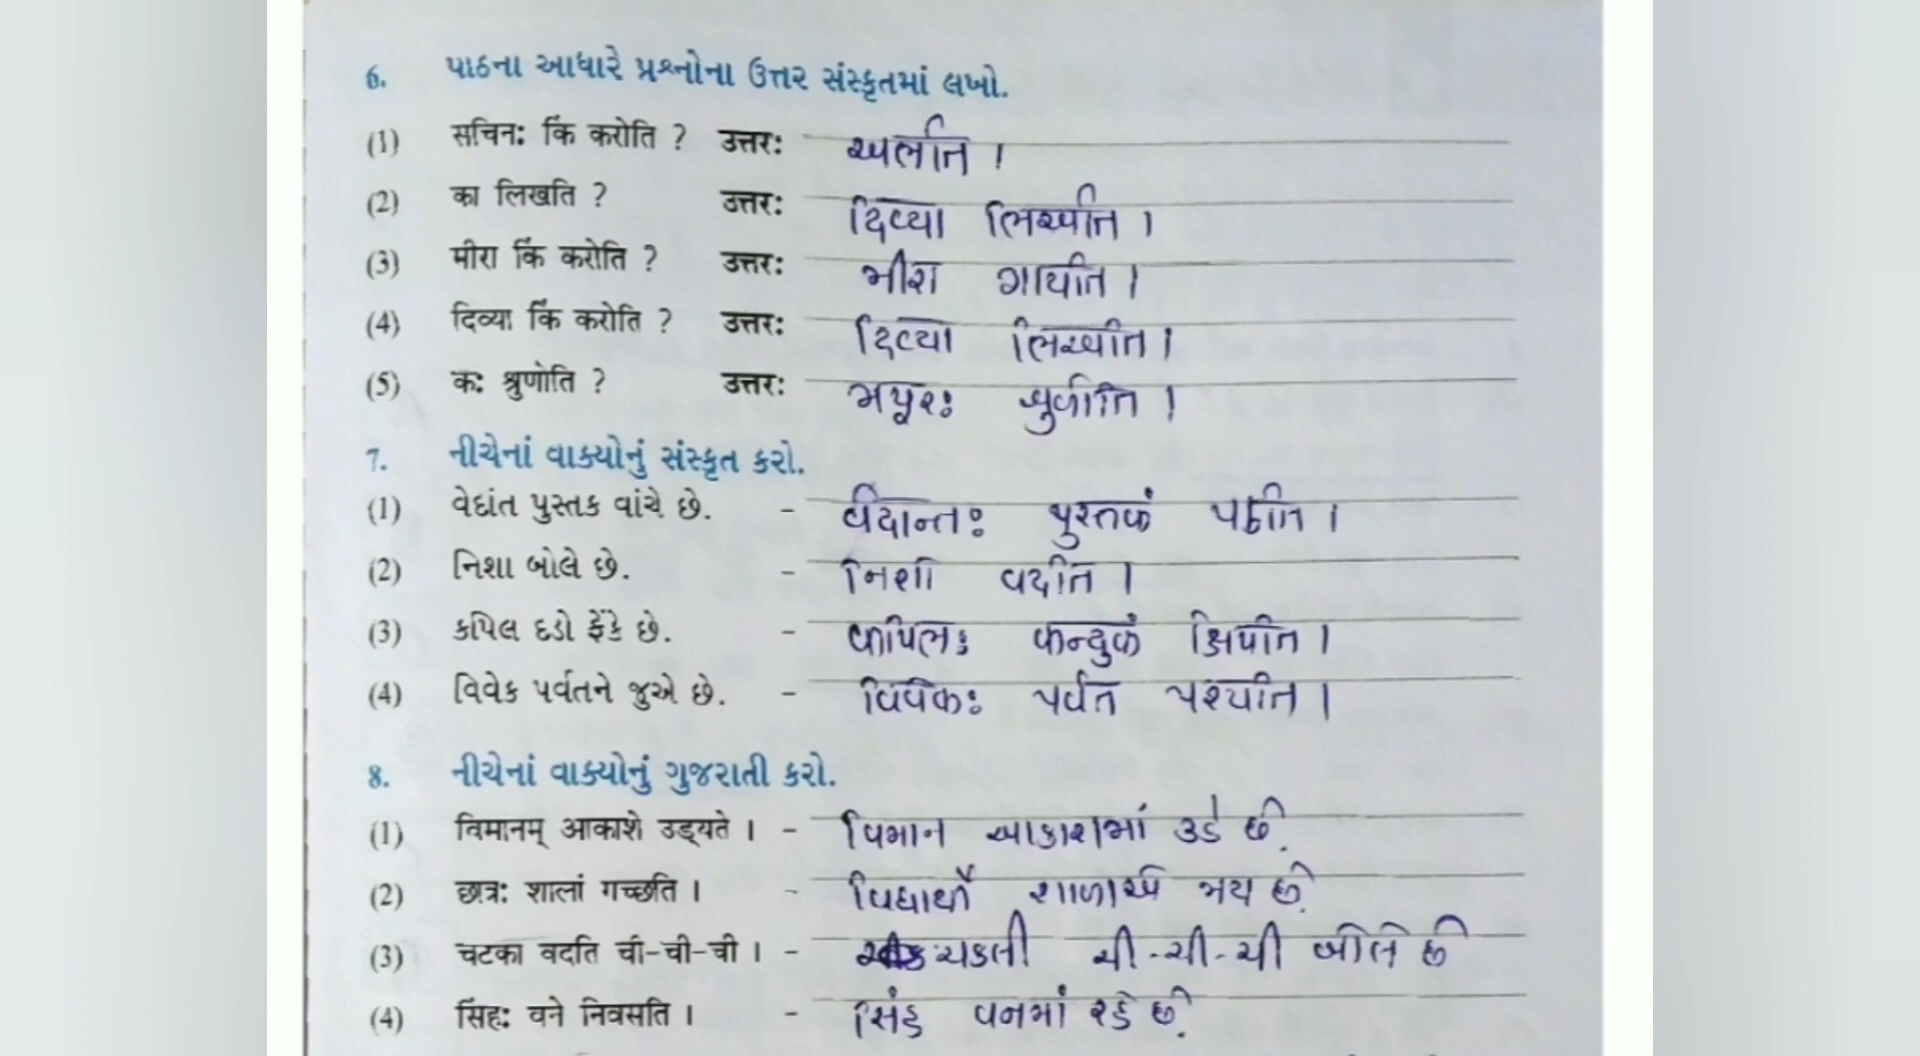 6. પાઠના આધારે પ્રશ્નોના ઉત્તર સંસ્કૃતમાં લખો.
(1) सचिनः किं करोति ? उत्तरः खेलति ।
(2) का लिखति ? उत्तरः दिव्या लिखति ।
(3) मीरा किं करोति ? उत्तरः मीरा गायति ।
(4) दिव्या किं करोति ? उत्तरः दिव्या लिखति ।
(5) कः श्रुणोति ? उत्तरः मयूरः श्रुणोति ।
7. નીચેનાં વાક્યોનું સંસ્કૃત કરો.
(1) વેદાંત પુસ્તક વાંચે છે. - वेदान्तः पुस्तकं पठति ।
(2) નિશા બોલે છે. - निशा वदति ।
(3) કપિલ દડો ફેંકે છે. - कपिलः कन्दुकं क्षिपति ।
(4) વિવેક પર્વતને જુએ છે. - विवेकः पर्वत पश्यति ।
8. નીચેનાં વાક્યોનું ગુજરાતી કરો.
(1) विमानम् आकाशे उड्यते । - વિમાન આકાશમાં ઉડે છે.
(2) छात्रः शालां गच्छति । - વિદ્યાર્થી શાળાએ જાય છે.
(3) चटका वदति ची-ची-ची । - ચકલી ચી-ચી-ચી બોલે છે
(4) सिंहः वने निवसति । - સિંહ વનમાં રહે છે.